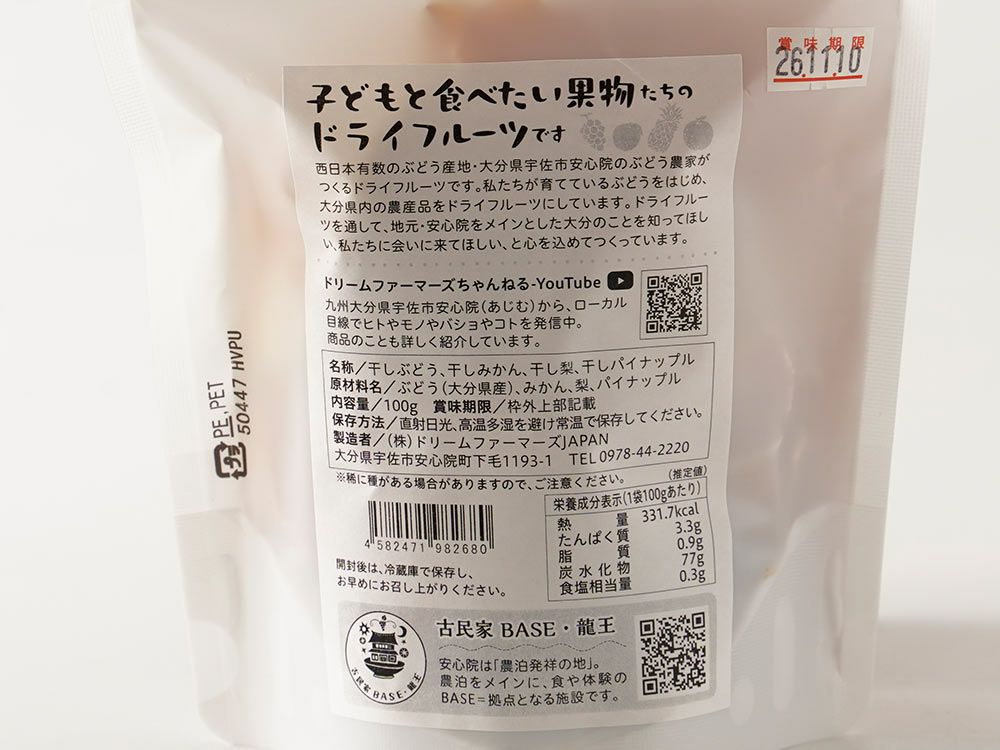 賞味期限
26.11.10
子どもと食べたい果物たちの
ドライフルーツです
西日本有数のぶどう産地・大分県宇佐市安心院のぶどう農家が
つくるドライフルーツです。私たちが育てているぶどうをはじめ、
大分県内の農産品をドライフルーツにしています。ドライフルー
ツを通して、地元・安心院をメインとした大分のことを知ってほし
い、私たちに会いに来てほしい、と心を込めてつくっています。
ドリームファーマーズちゃんねる-YouTube
九州大分県宇佐市安心院(あじむ)から、ローカル
目線でヒトやモノやバショやコトを発信中。
商品のことも詳しく紹介しています。
名称/干しぶどう、干しみかん、干し梨、干しパイナップル
原材料名/ぶどう(大分県産)、みかん、梨、パイナップル
内容量/100g 賞味期限/枠外上部記載
保存方法/直射日光、高温多湿を避け常温で保存してください。
製造者/(株)ドリームファーマーズJAPAN
大分県宇佐市安心院町下毛1193-1 TEL 0978-44-2220
※稀に種がある場合がありますので、ご注意ください。
(推定値)
栄養成分表示(1袋100gあたり)
熱量 331.7kcal
たんぱく質 3.3g
脂質 0.9g
炭水化物 77g
食塩相当量 0.3g
4 582471 982680
開封後は、冷蔵庫で保存し、
お早めにお召し上がりください。
古民家 BASE・龍王
安心院は「農泊発祥の地」。
農泊をメインに、食や体験の
BASE=拠点となる施設です。
古民家 BASE・龍王
プラ
PE, PET
50447 HVPU